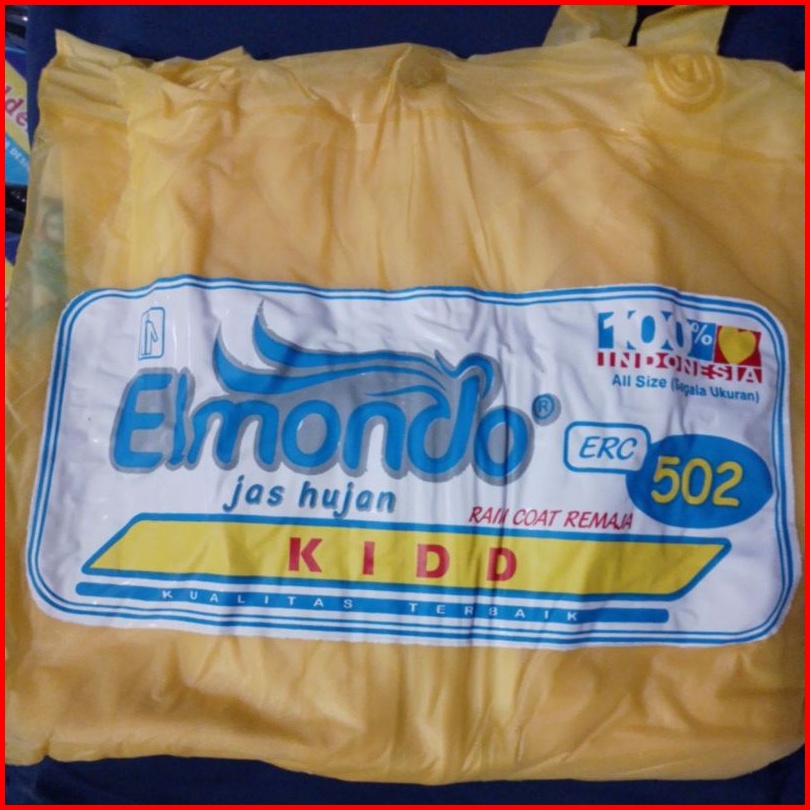 100%
INDONESIA
All Size (Segala Ukuran)
Elmondo®
ERC 502
jas hujan
RAIN COAT REMAJA
KIDD
KUALITAS TERBAIK